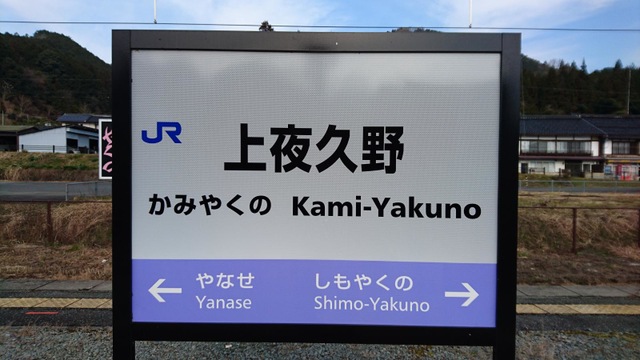 JR
上夜久野
かみやくの Kami-Yakuno
← やなせ しもやくの →
Yanase Shimo-Yakuno